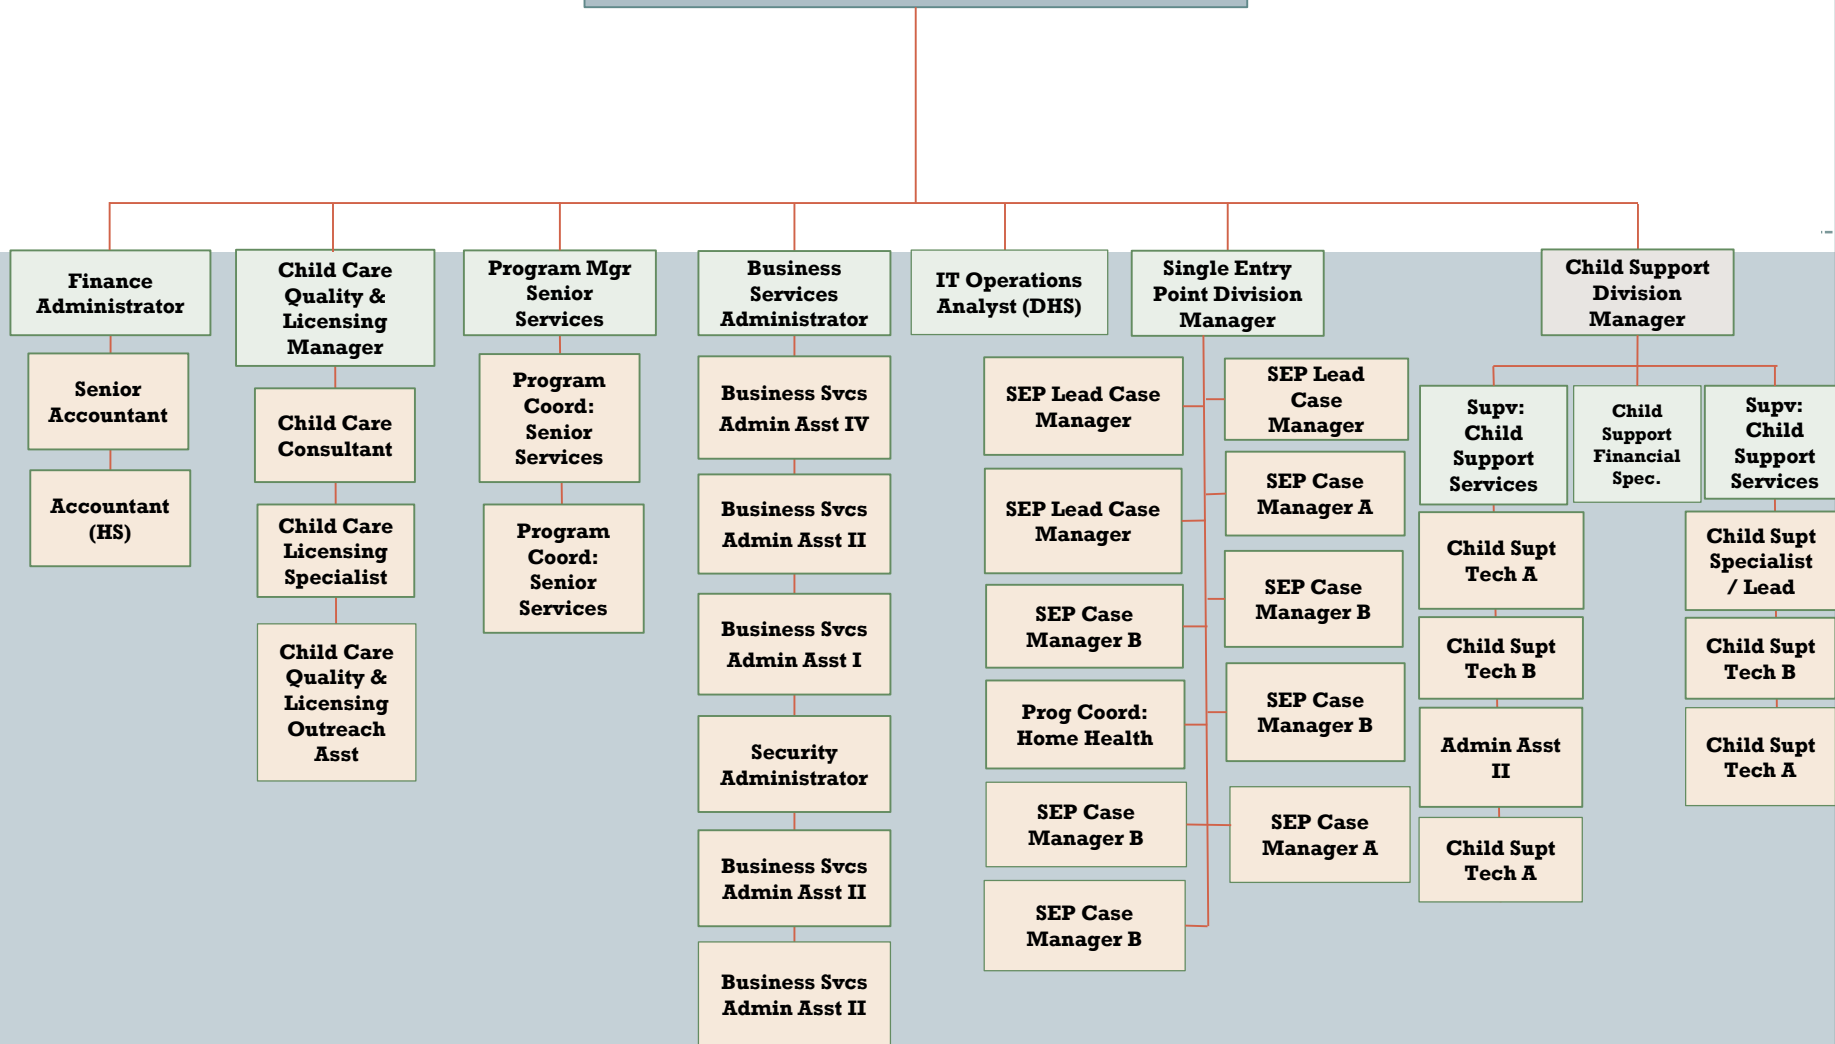 Finance
Administrator
Senior
Accountant
Accountant
(HS)
Child Care
Quality &
Licensing
Manager
Child Care
Consultant
Child Care
Licensing
Specialist
Child Care
Quality &
Licensing
Outreach
Asst
Program Mgr
Senior
Services
Program
Coord:
Senior
Services
Program
Coord:
Senior
Services
Business
Services
Administrator
Business Svcs
Admin Asst IV
Business Svcs
Admin Asst II
Business Svcs
Admin Asst I
Security
Administrator
Business Svcs
Admin Asst II
Business Svcs
Admin Asst II
IT Operations
Analyst (DHS)
Single Entry
Point Division
Manager
SEP Lead Case
Manager
SEP Lead Case
Manager
SEP Case
Manager B
Prog Coord:
Home Health
SEP Case
Manager B
SEP Case
Manager B
SEP Lead
Case
Manager
SEP Case
Manager A
SEP Case
Manager B
SEP Case
Manager B
SEP Case
Manager A
Child Support
Division
Manager
Supv:
Child
Support
Services
Child Supt
Tech A
Child Supt
Tech B
Admin Asst
II
Child Supt
Tech A
Child
Support
Financial
Spec.
Supv:
Child
Support
Services
Child Supt
Specialist
/ Lead
Child Supt
Tech B
Child Supt
Tech A